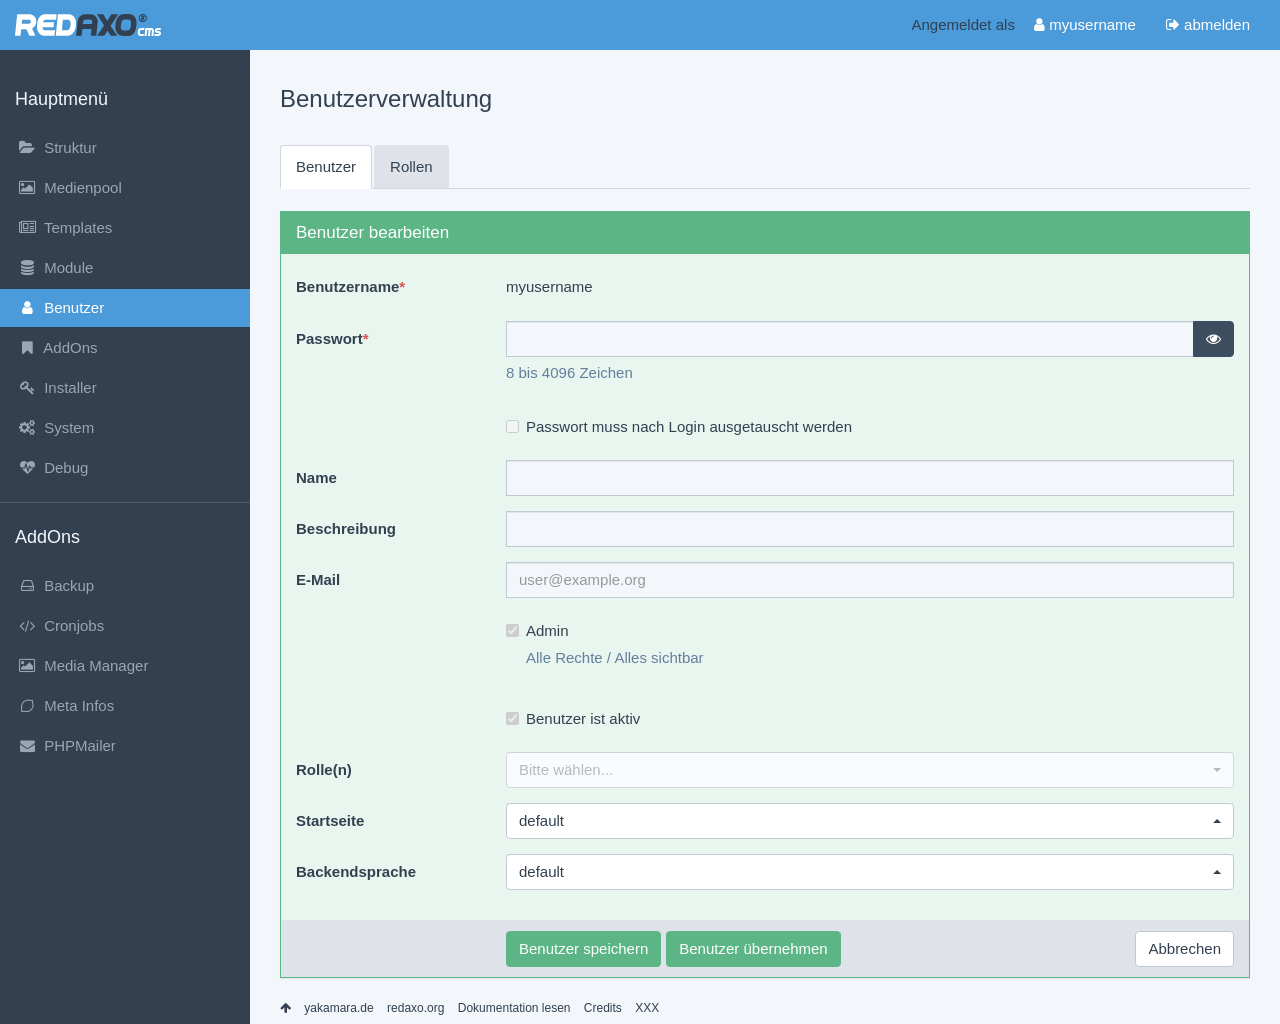 REDAXO® cms
Angemeldet als myusername abmelden
Hauptmenü
Struktur
Medienpool
Templates
Module
Benutzer
AddOns
Installer
System
Debug
AddOns
Backup
Cronjobs
Media Manager
Meta Infos
PHPMailer
Benutzerverwaltung
Benutzer Rollen
Benutzer bearbeiten
Benutzername* myusername
Passwort*
8 bis 4096 Zeichen
Passwort muss nach Login ausgetauscht werden
Name
Beschreibung
E-Mail user@example.org
Admin
Alle Rechte / Alles sichtbar
Benutzer ist aktiv
Rolle(n) Bitte wählen...
Startseite default
Backendsprache default
Benutzer speichern Benutzer übernehmen Abbrechen
yakamara.de redaxo.org Dokumentation lesen Credits XXX